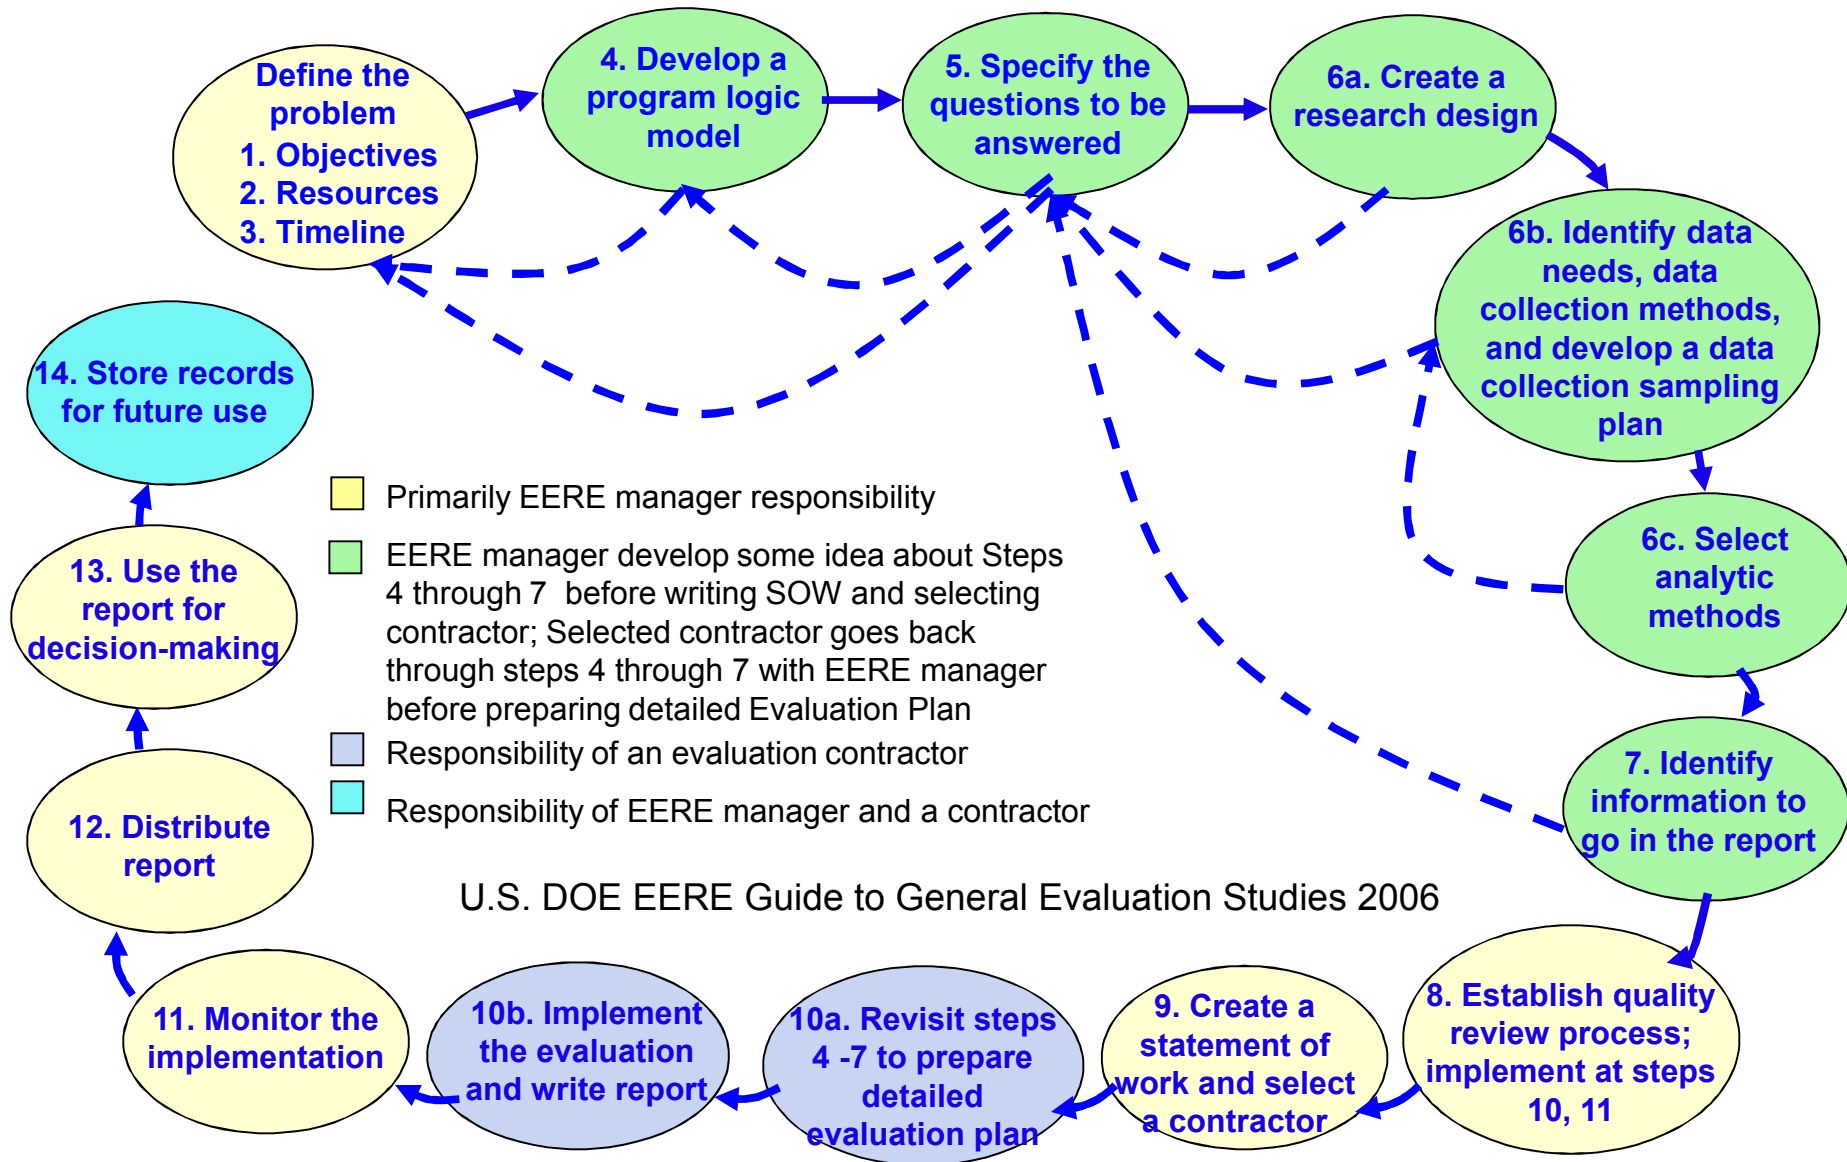 Define the
problem
1. Objectives
2. Resources
3. Timeline
4. Develop a
program logic
model
5. Specify the
questions to be
answered
6a. Create a
research design
6b. Identify data
needs, data
collection methods,
and develop a data
collection sampling
plan
6c. Select
analytic
methods
7. Identify
information to
go in the report
8. Establish quality
review process;
implement at steps
10, 11
9. Create a
statement of
work and select
a contractor
10a. Revisit steps
4 -7 to prepare
detailed
evaluation plan
10b. Implement
the evaluation
and write report
11. Monitor the
implementation
12. Distribute
report
13. Use the
report for
decision-making
14. Store records
for future use
Primarily EERE manager responsibility
EERE manager develop some idea about Steps
4 through 7 before writing SOW and selecting
contractor; Selected contractor goes back
through steps 4 through 7 with EERE manager
before preparing detailed Evaluation Plan
Responsibility of an evaluation contractor
Responsibility of EERE manager and a contractor
U.S. DOE EERE Guide to General Evaluation Studies 2006